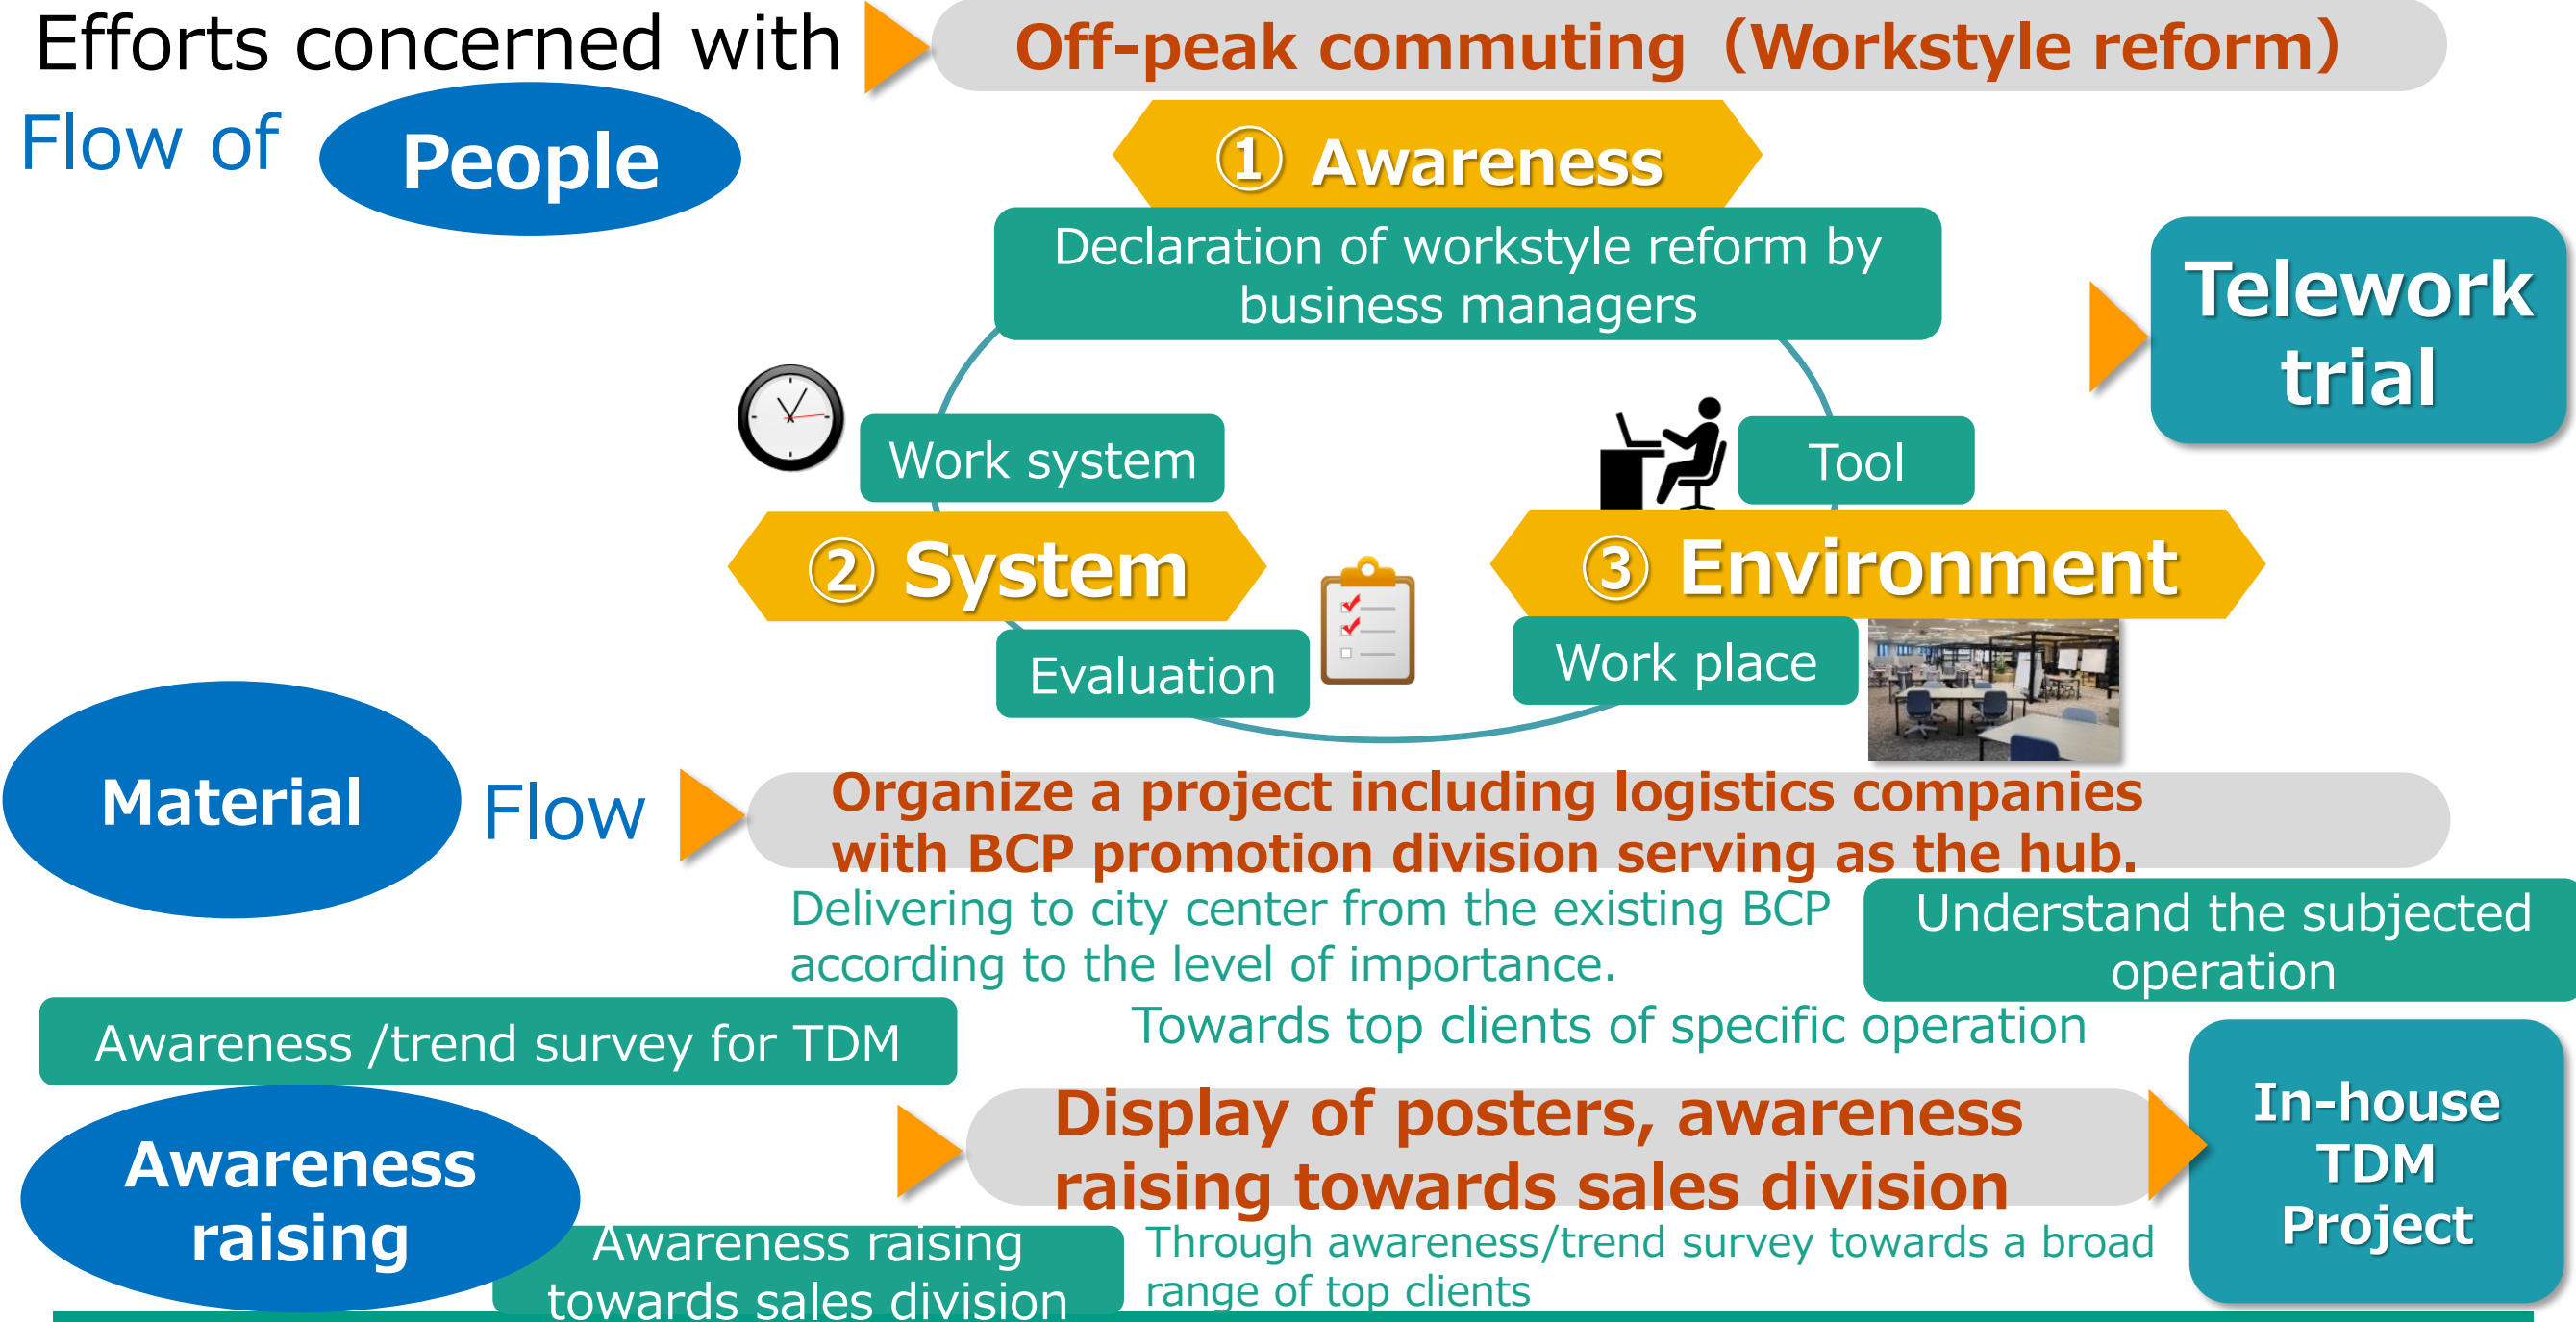 Efforts concerned with
Flow of People
Off-peak commuting（Workstyle reform）
① Awareness
Declaration of workstyle reform by
business managers
Telework
trial
Work system
Tool
② System
③ Environment
Evaluation
Work place
Material Flow
Organize a project including logistics companies
with BCP promotion division serving as the hub.
Delivering to city center from the existing BCP
according to the level of importance.
Understand the subjected
operation
Towards top clients of specific operation
Awareness /trend survey for TDM
Awareness
raising
Display of posters, awareness
raising towards sales division
In-house
TDM
Project
Awareness raising
towards sales division
Through awareness/trend survey towards a broad
range of top clients